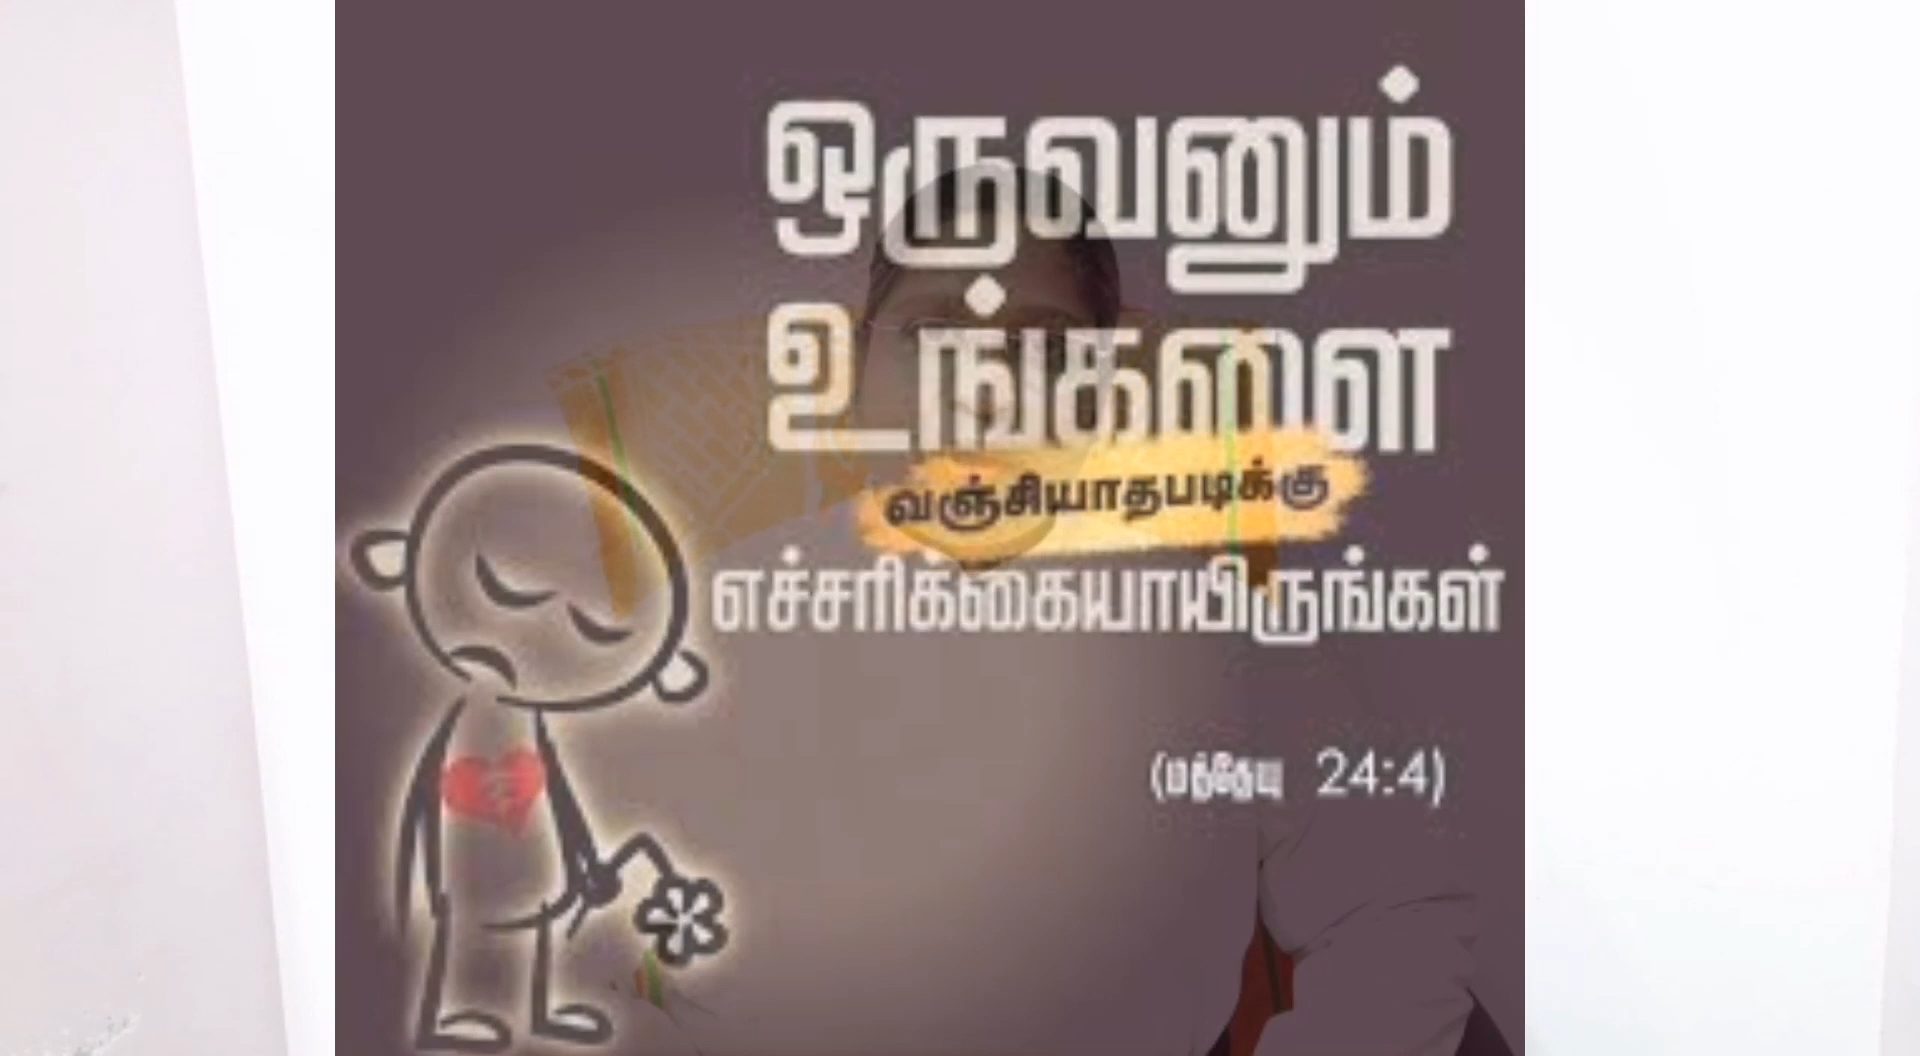 ஒருவனும்
உங்களை
வஞ்சியாதபடிக்கு
எச்சரிக்கையாயிருங்கள்
(மத்தேயு 24:4)